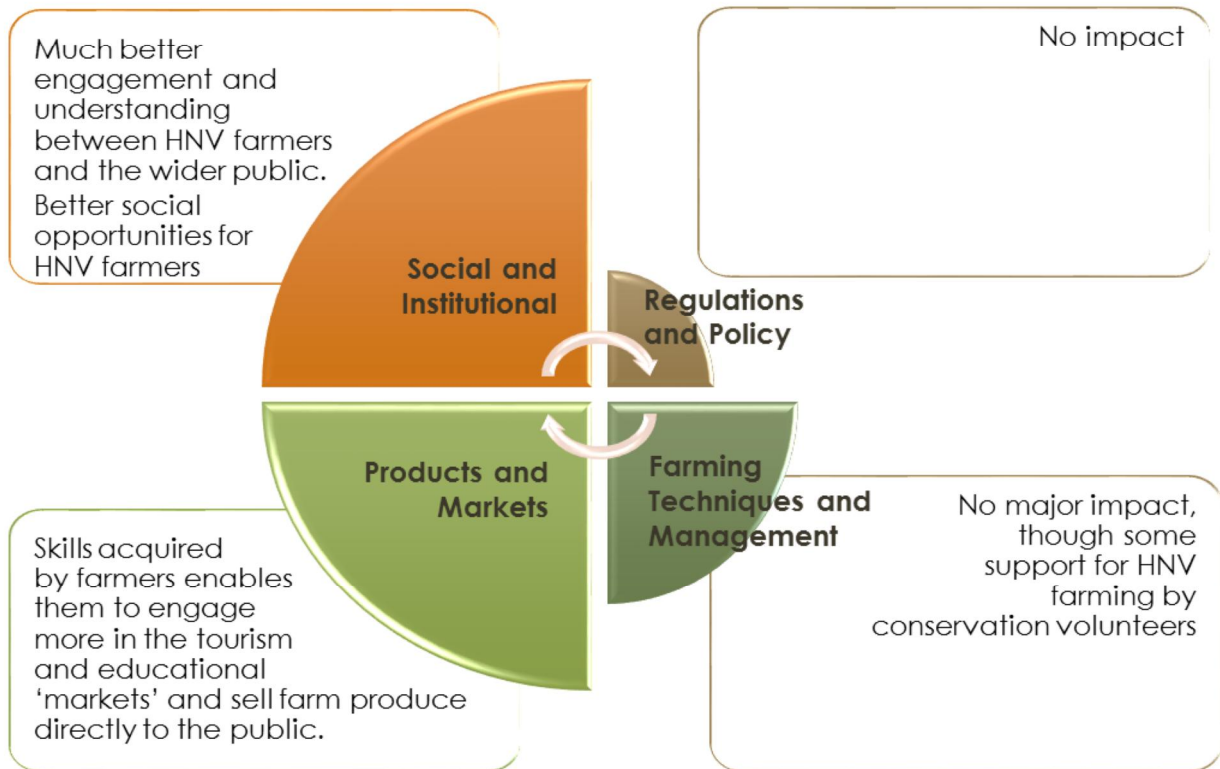 Much better
engagement and
understanding
between HNV farmers
and the wider public.
Better social
opportunities for
HNV farmers
No impact
Social and
Institutional
Regulations
and Policy
Products and
Markets
Farming
Techniques and
Management
Skills acquired
by farmers enables
them to engage
more in the tourism
and educational
‘markets’ and sell farm produce
directly to the public.
No major impact,
though some
support for HNV
farming by
conservation volunteers